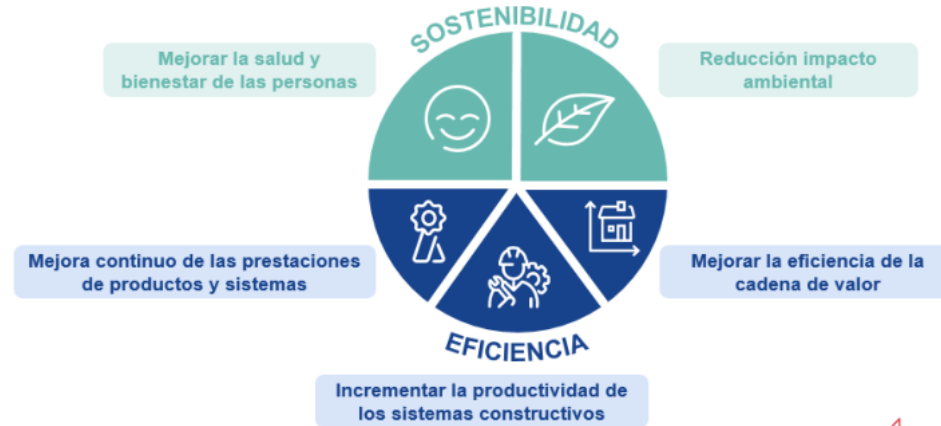 SOSTENIBILIDAD
Mejorar la salud y
bienestar de las personas
Reducción impacto
ambiental
Mejora continuo de las prestaciones
de productos y sistemas
Mejorar la eficiencia de la
cadena de valor
EFICIENCIA
Incrementar la productividad de
los sistemas constructivos